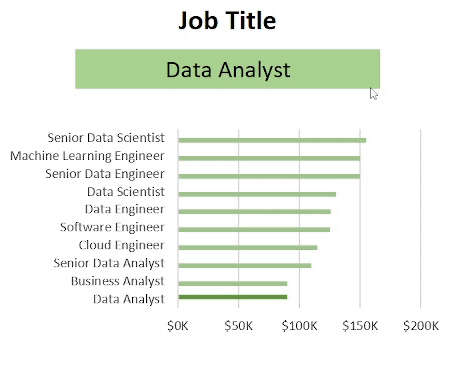 Job Title
Data Analyst
Senior Data Scientist
Machine Learning Engineer
Senior Data Engineer
Data Scientist
Data Engineer
Software Engineer
Cloud Engineer
Senior Data Analyst
Business Analyst
Data Analyst
$0K $50K $100K $150K $200K